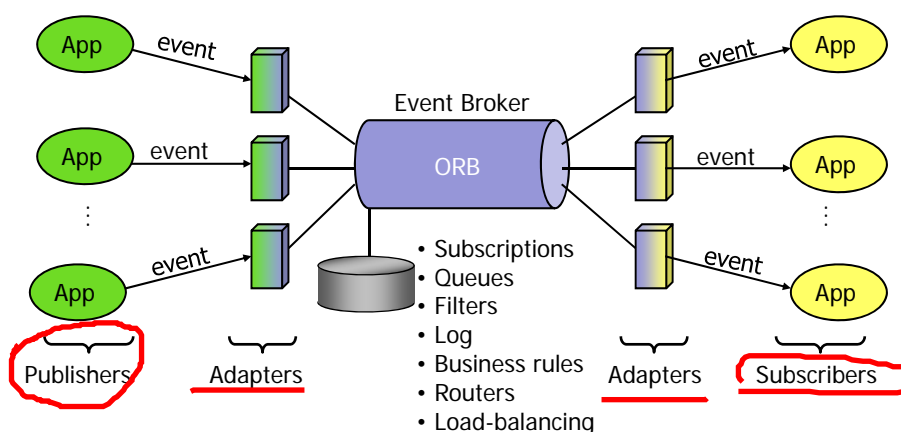 App
event
App
event
Event Broker
App
event
ORB
event
App
⋮
⋮
• Subscriptions
• Queues
• Filters
• Log
• Business rules
• Routers
• Load-balancing
event
App
event
App
Publishers
Adapters
Adapters
Subscribers